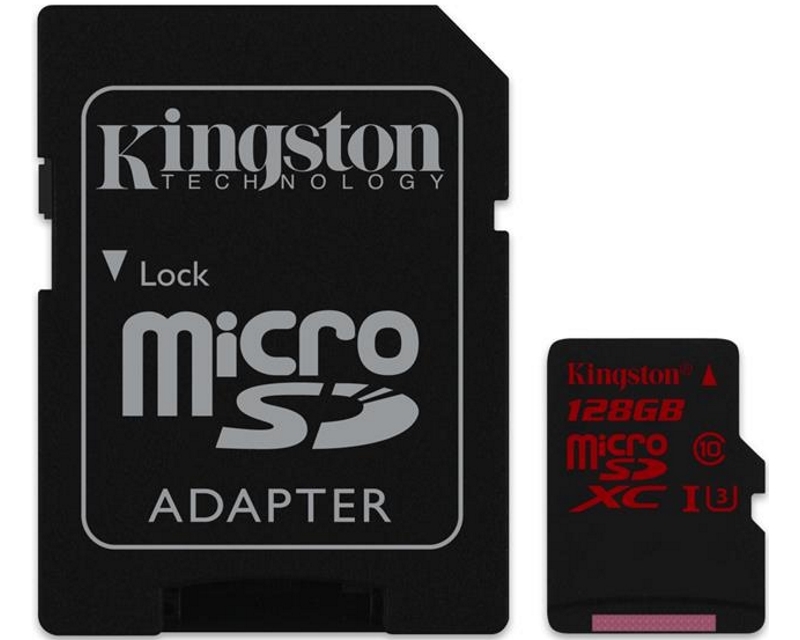 Kingston
TECHNOLOGY
Lock
micro
SD
ADAPTER
Kingston®
128GB
micro
SD
XC I U3
10